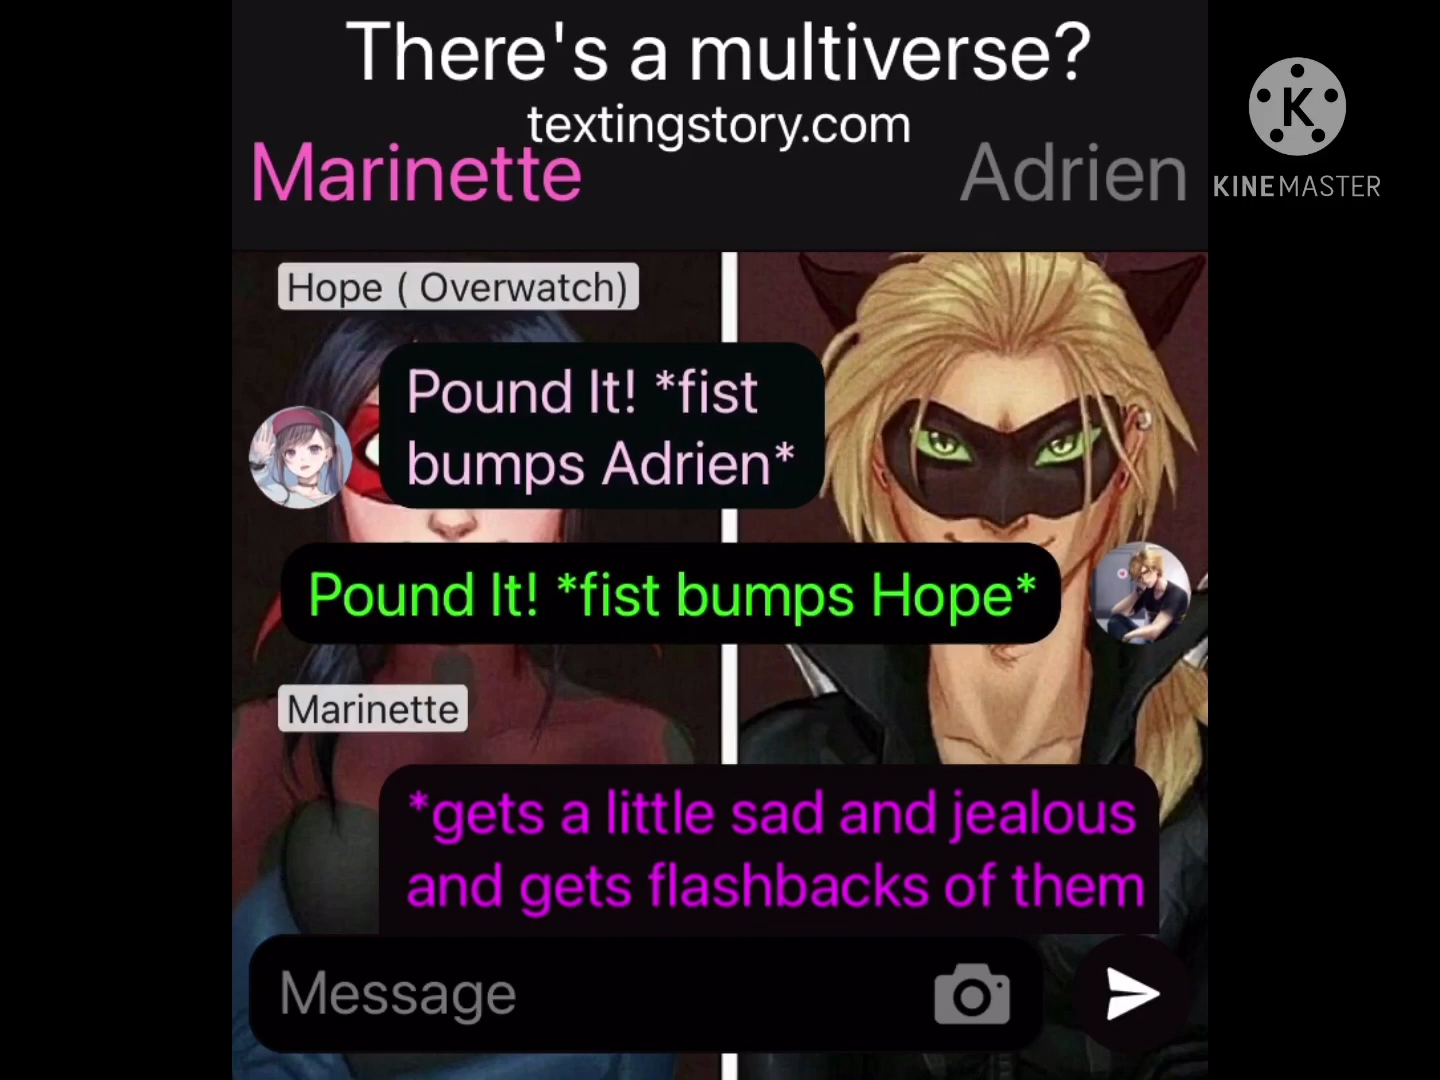 There's a multiverse?
textingstory.com
Marinette
Adrien
K
KINEMASTER
Hope ( Overwatch)
Pound It! *fist
bumps Adrien*
Pound It! *fist bumps Hope*
Marinette
*gets a little sad and jealous
and gets flashbacks of them
Message